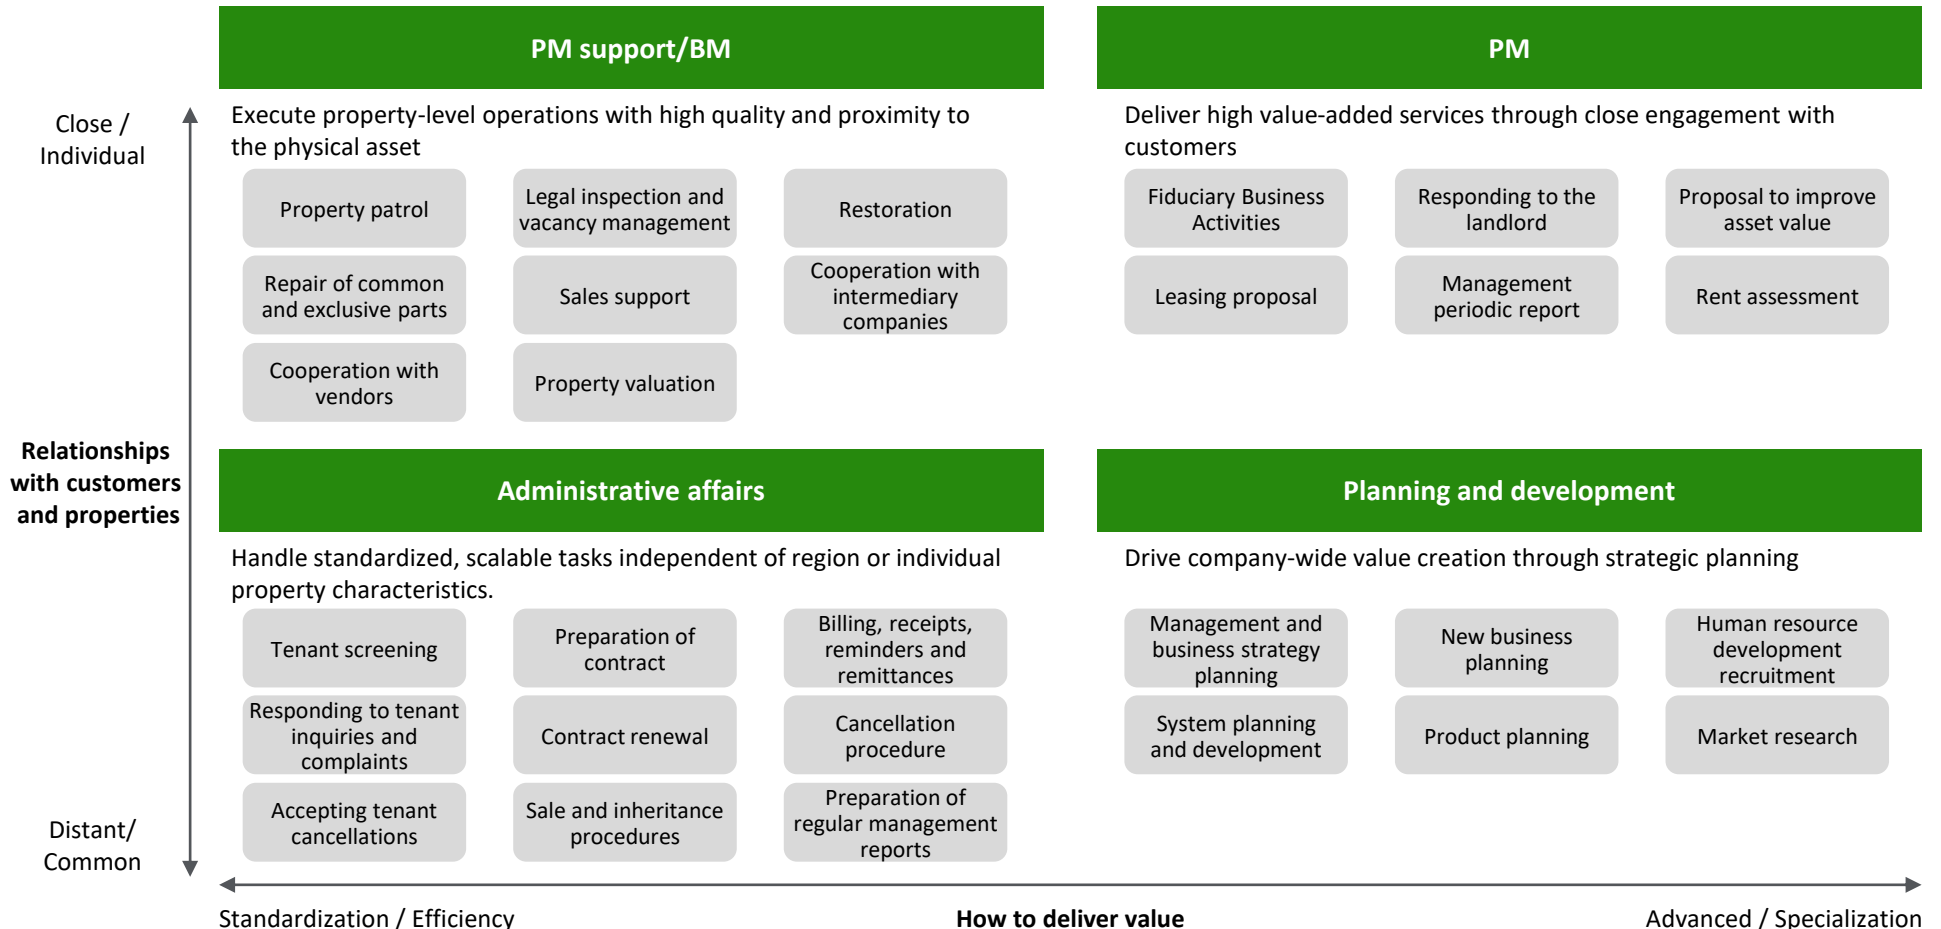 PM support/BM
PM
Close /
Individual
Execute property-level operations with high quality and proximity to
the physical asset
Property patrol
Legal inspection and
vacancy management
Restoration
Repair of common
and exclusive parts
Sales support
Cooperation with
intermediary
companies
Cooperation with
vendors
Property valuation
Deliver high value-added services through close engagement with
customers
Fiduciary Business
Activities
Responding to the
landlord
Proposal to improve
asset value
Leasing proposal
Management
periodic report
Rent assessment
Relationships
with customers
and properties
Administrative affairs
Planning and development
Handle standardized, scalable tasks independent of region or individual
property characteristics.
Tenant screening
Preparation of
contract
Billing, receipts,
reminders and
remittances
Responding to tenant
inquiries and
complaints
Contract renewal
Cancellation
procedure
Accepting tenant
cancellations
Sale and inheritance
procedures
Preparation of
regular management
reports
Drive company-wide value creation through strategic planning
Management and
business strategy
planning
New business
planning
Human resource
development
recruitment
System planning
and development
Product planning
Market research
Distant/
Common
Standardization / Efficiency
How to deliver value
Advanced / Specialization